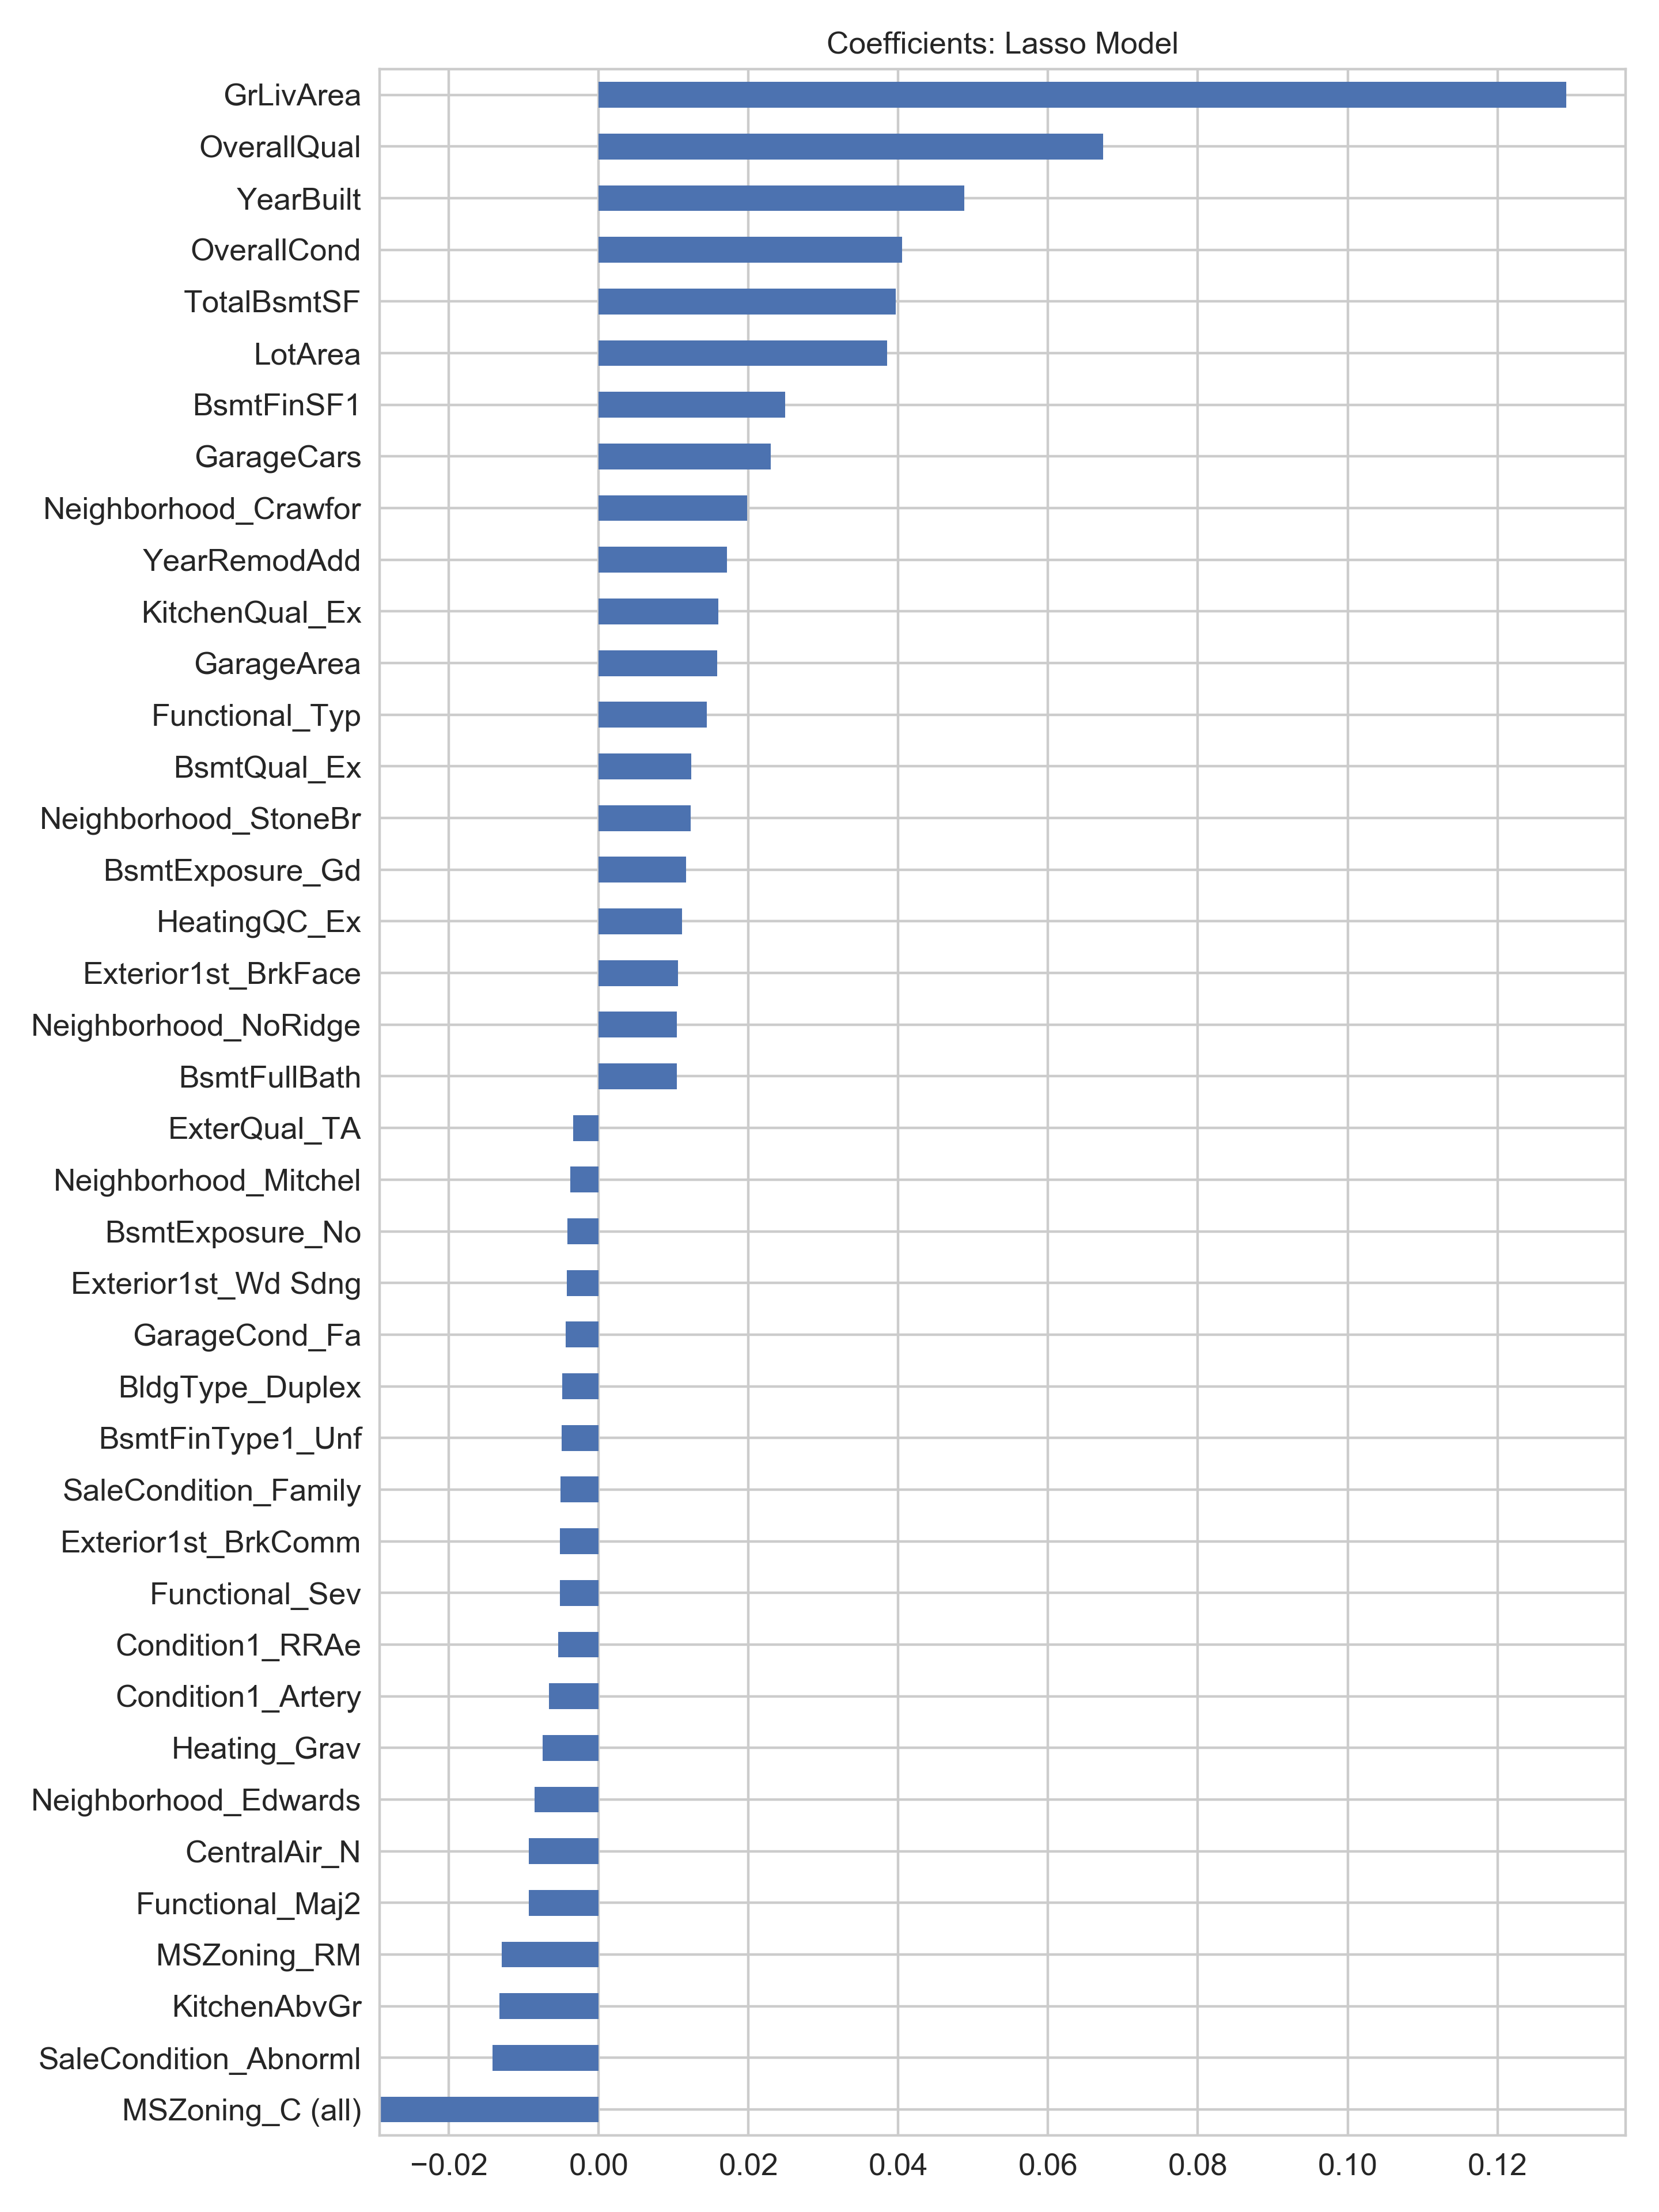 Coefficients: Lasso Model
GrLivArea
OverallQual
YearBuilt
OverallCond
TotalBsmtSF
LotArea
BsmtFinSF1
GarageCars
Neighborhood_Crawfor
YearRemodAdd
KitchenQual_Ex
GarageArea
Functional_Typ
BsmtQual_Ex
Neighborhood_StoneBr
BsmtExposure_Gd
HeatingQC_Ex
Exterior1st_BrkFace
Neighborhood_NoRidge
BsmtFullBath
ExterQual_TA
Neighborhood_Mitchel
BsmtExposure_No
Exterior1st_Wd Sdng
GarageCond_Fa
BldgType_Duplex
BsmtFinType1_Unf
SaleCondition_Family
Exterior1st_BrkComm
Functional_Sev
Condition1_RRAe
Condition1_Artery
Heating_Grav
Neighborhood_Edwards
CentralAir_N
Functional_Maj2
MSZoning_RM
KitchenAbvGr
SaleCondition_Abnorml
MSZoning_C (all)
−0.02 0.00 0.02 0.04 0.06 0.08 0.10 0.12